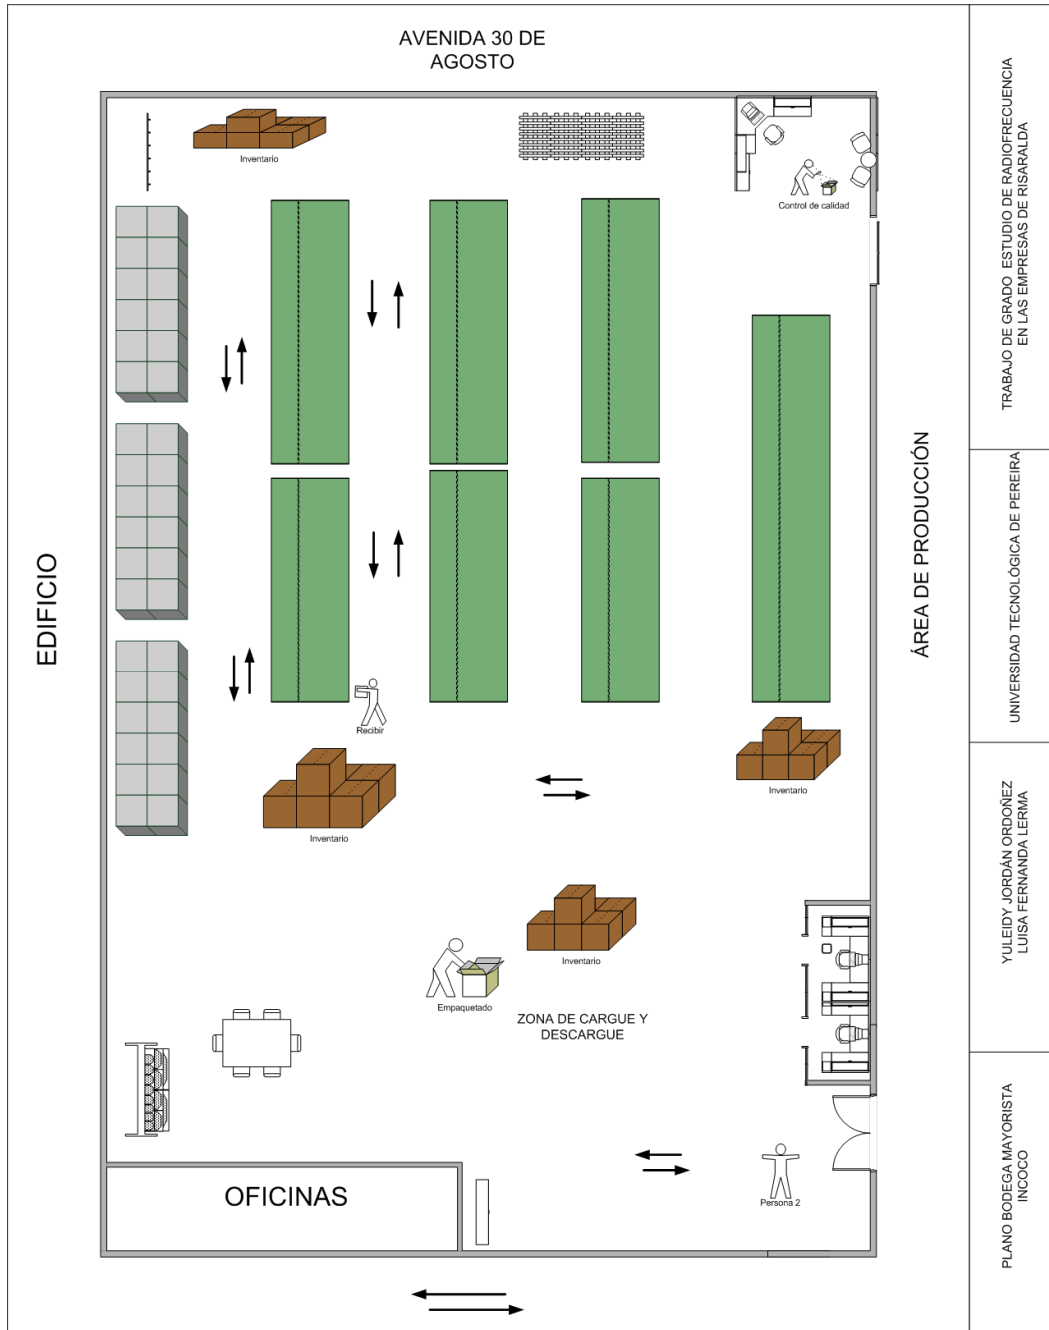 AVENIDA 30 DE
AGOSTO
Inventario
Control de calidad
EDIFICIO
ÁREA DE PRODUCCIÓN
Recibir
Inventario
Inventario
Inventario
Empaquetado
ZONA DE CARGUE Y
DESCARGUE
OFICINAS
Persona 2
TRABAJO DE GRADO ESTUDIO DE RADIOFRECUENCIA
EN LAS EMPRESAS DE RISARALDA
UNIVERSIDAD TECNOLÓGICA DE PEREIRA
YULEIDY JORDÁN ORDOÑEZ
LUISA FERNANDA LERMA
PLANO BODEGA MAYORISTA
INCOCO